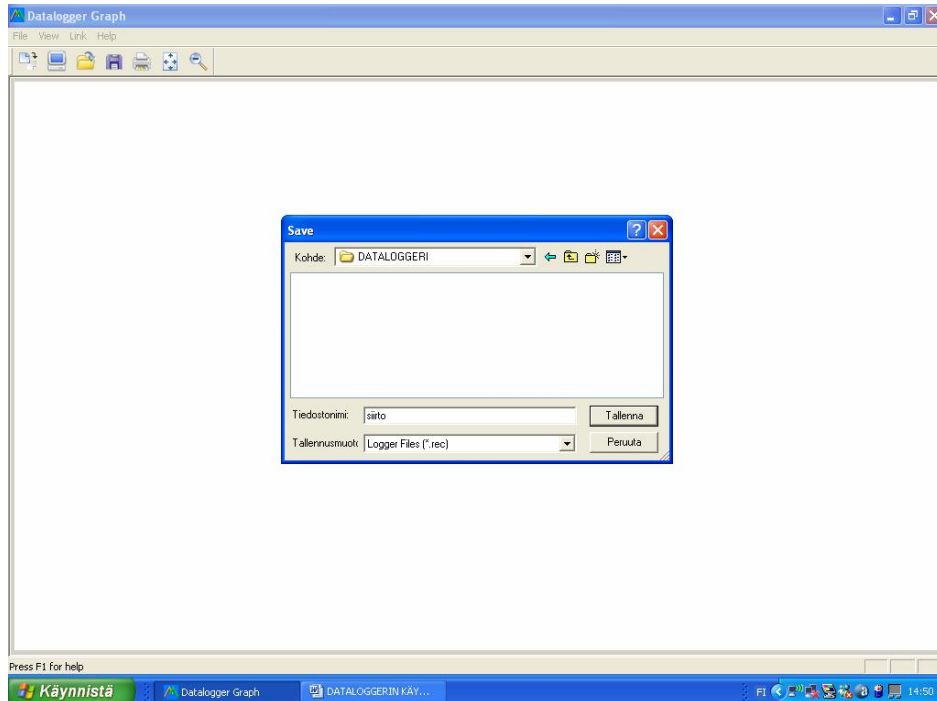 Datalogger Graph
File View Link Help
Save
Kohde: DATALOGGERI
Tiedostonimi: siirto Tallenna
Tallennusmuoto Logger Files (*.rec) Peruuta
Press F1 for help
Käynnistä Datalogger Graph DATALOGGERIN KÄY... FI 14:50